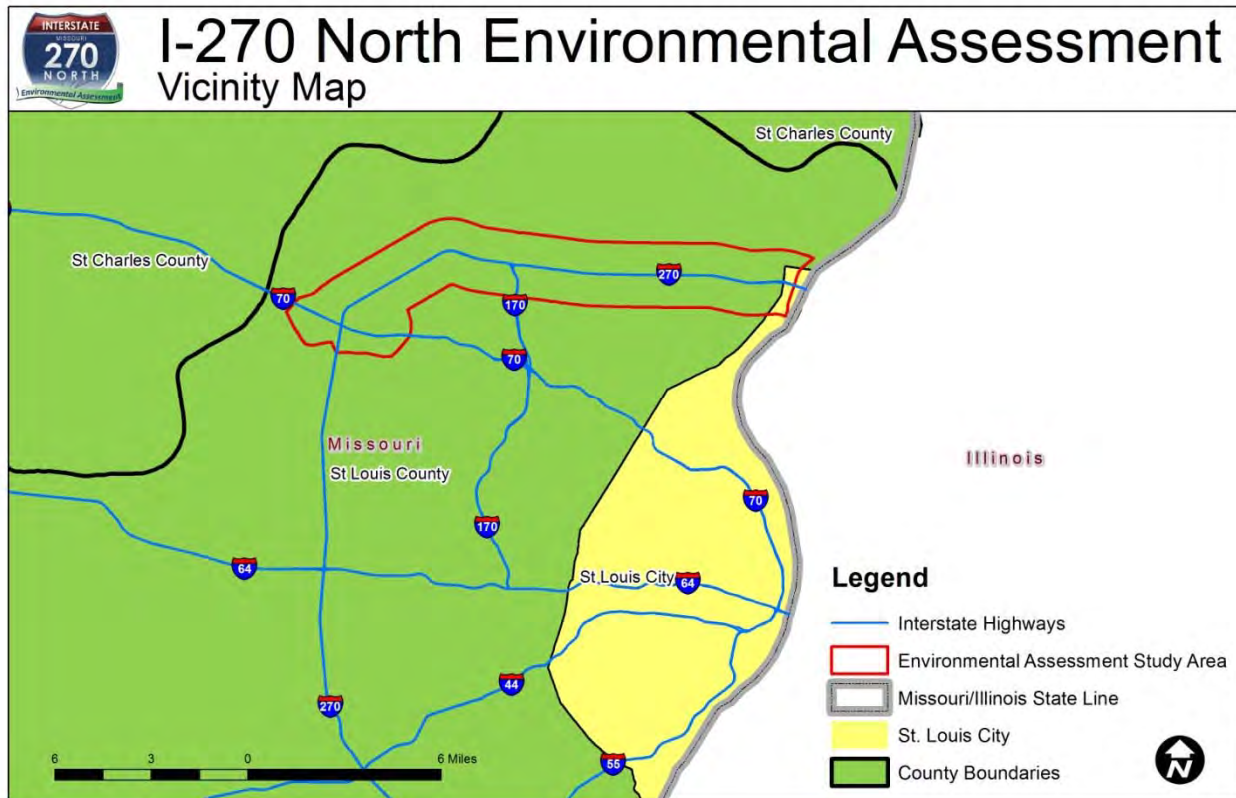 INTERSTATE
MISSOURI
270
NORTH
Environmental Assessment
I-270 North Environmental Assessment
Vicinity Map
St Charles County
St Charles County
270
70
170
70
Missouri
St Louis County
Illinois
70
170
64
St Louis City
64
44
270
55
6 3 0 6 Miles
Legend
Interstate Highways
Environmental Assessment Study Area
Missouri/Illinois State Line
St. Louis City
County Boundaries
N